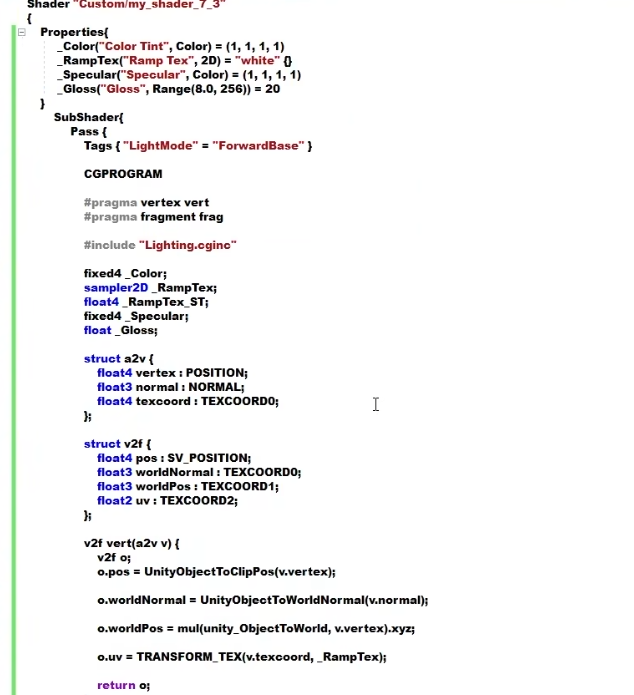 Shader "Custom/my_shader_7_3"
{
Properties{
_Color("Color Tint", Color) = (1, 1, 1, 1)
_RampTex("Ramp Tex", 2D) = "white" {}
_Specular("Specular", Color) = (1, 1, 1, 1)
_Gloss("Gloss", Range(8.0, 256)) = 20
}
SubShader{
Pass {
Tags { "LightMode" = "ForwardBase" }
CGPROGRAM
#pragma vertex vert
#pragma fragment frag
#include "Lighting.cginc"
fixed4 _Color;
sampler2D _RampTex;
float4 _RampTex_ST;
fixed4 _Specular;
float _Gloss;
struct a2v {
float4 vertex : POSITION;
float3 normal : NORMAL;
float4 texcoord : TEXCOORD0;
};
struct v2f {
float4 pos : SV_POSITION;
float3 worldNormal : TEXCOORD0;
float3 worldPos : TEXCOORD1;
float2 uv : TEXCOORD2;
};
v2f vert(a2v v) {
v2f o;
o.pos = UnityObjectToClipPos(v.vertex);
o.worldNormal = UnityObjectToWorldNormal(v.normal);
o.worldPos = mul(unity_ObjectToWorld, v.vertex).xyz;
o.uv = TRANSFORM_TEX(v.texcoord, _RampTex);
return o;